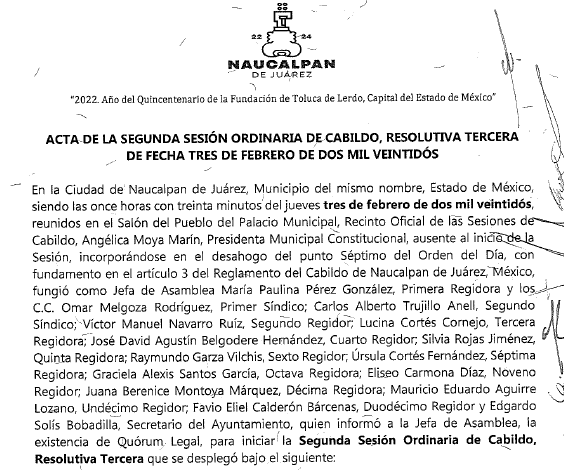 22 24
NAUCALPAN
DE JUÁREZ
"2022. Año del Quincentenario de la Fundación de Toluca de Lerdo, Capital del Estado de México"
ACTA DE LA SEGUNDA SESIÓN ORDINARIA DE CABILDO, RESOLUTIVA TERCERA
DE FECHA TRES DE FEBRERO DE DOS MIL VEINTIDÓS
En la Ciudad de Naucalpan de Juárez, Municipio del mismo nombre, Estado de México,
siendo las once horas con treinta minutos del jueves tres de febrero de dos mil veintidós,
reunidos en el Salón del Pueblo del Palacio Municipal, Recinto Oficial de las Sesiones de
Cabildo, Angélica Moya Marín, Presidenta Municipal Constitucional, ausente al inicio de la
Sesión, incorporándose en el desahogo del punto Séptimo del Orden del Día, con
fundamento en el artículo 3 del Reglamento del Cabildo de Naucalpan de Juárez, México,
fungió como Jefa de Asamblea María Paulina Pérez González, Primera Regidora y los
C.C. Omar Melgoza Rodríguez, Primer Síndico; Carlos Alberto Trujillo Anell, Segundo
Síndico; Víctor Manuel Navarro Ruíz, Segundo Regidor; Lucina Cortés Cornejo, Tercera
Regidora; José David Agustín Belgodere Hernández, Cuarto Regidor; Silvia Rojas Jiménez,
Quinta Regidora; Raymundo Garza Vilchis, Sexto Regidor; Úrsula Cortés Fernández, Séptima
Regidora; Graciela Alexis Santos García, Octava Regidora; Eliseo Carmona Díaz, Noveno
Regidor; Juana Berenice Montoya Márquez, Décima Regidora; Mauricio Eduardo Aguirre
Lozano, Undécimo Regidor; Favio Eliel Calderón Bárcenas, Duodécimo Regidor y Edgardo
Solís Bobadilla, Secretario del Ayuntamiento, quien informó a la Jefa de Asamblea, la
existencia de Quórum Legal, para iniciar la Segunda Sesión Ordinaria de Cabildo,
Resolutiva Tercera que se desplegó bajo el siguiente: